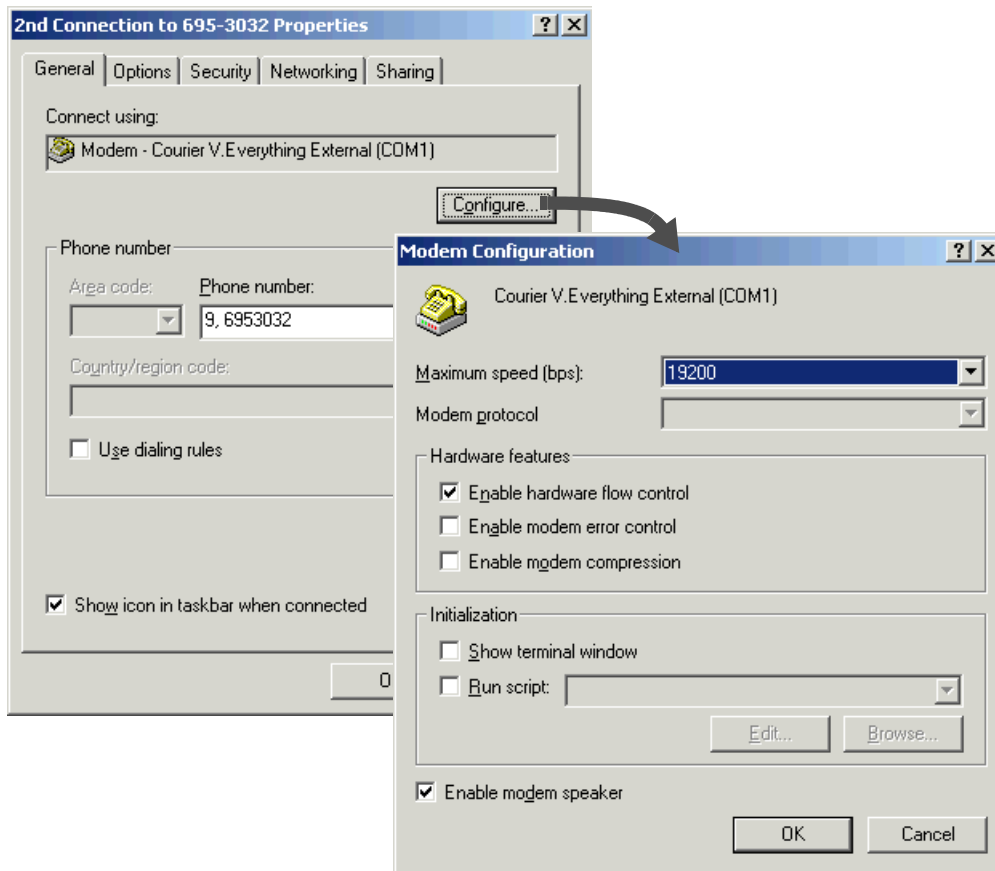 2nd Connection to 695-3032 Properties
General Options Security Networking Sharing
Connect using:
Modem - Courier V.Everything External (COM1)
Configure...
Phone number
Area code:
Phone number:
9, 6953032
Country/region code:
Use dialing rules
Show icon in taskbar when connected
O
Modem Configuration
Courier V.Everything External (COM1)
Maximum speed (bps):
19200
Modem protocol
Hardware features
Enable hardware flow control
Enable modem error control
Enable modem compression
Initialization
Show terminal window
Run script:
Edit...
Browse...
Enable modem speaker
OK
Cancel